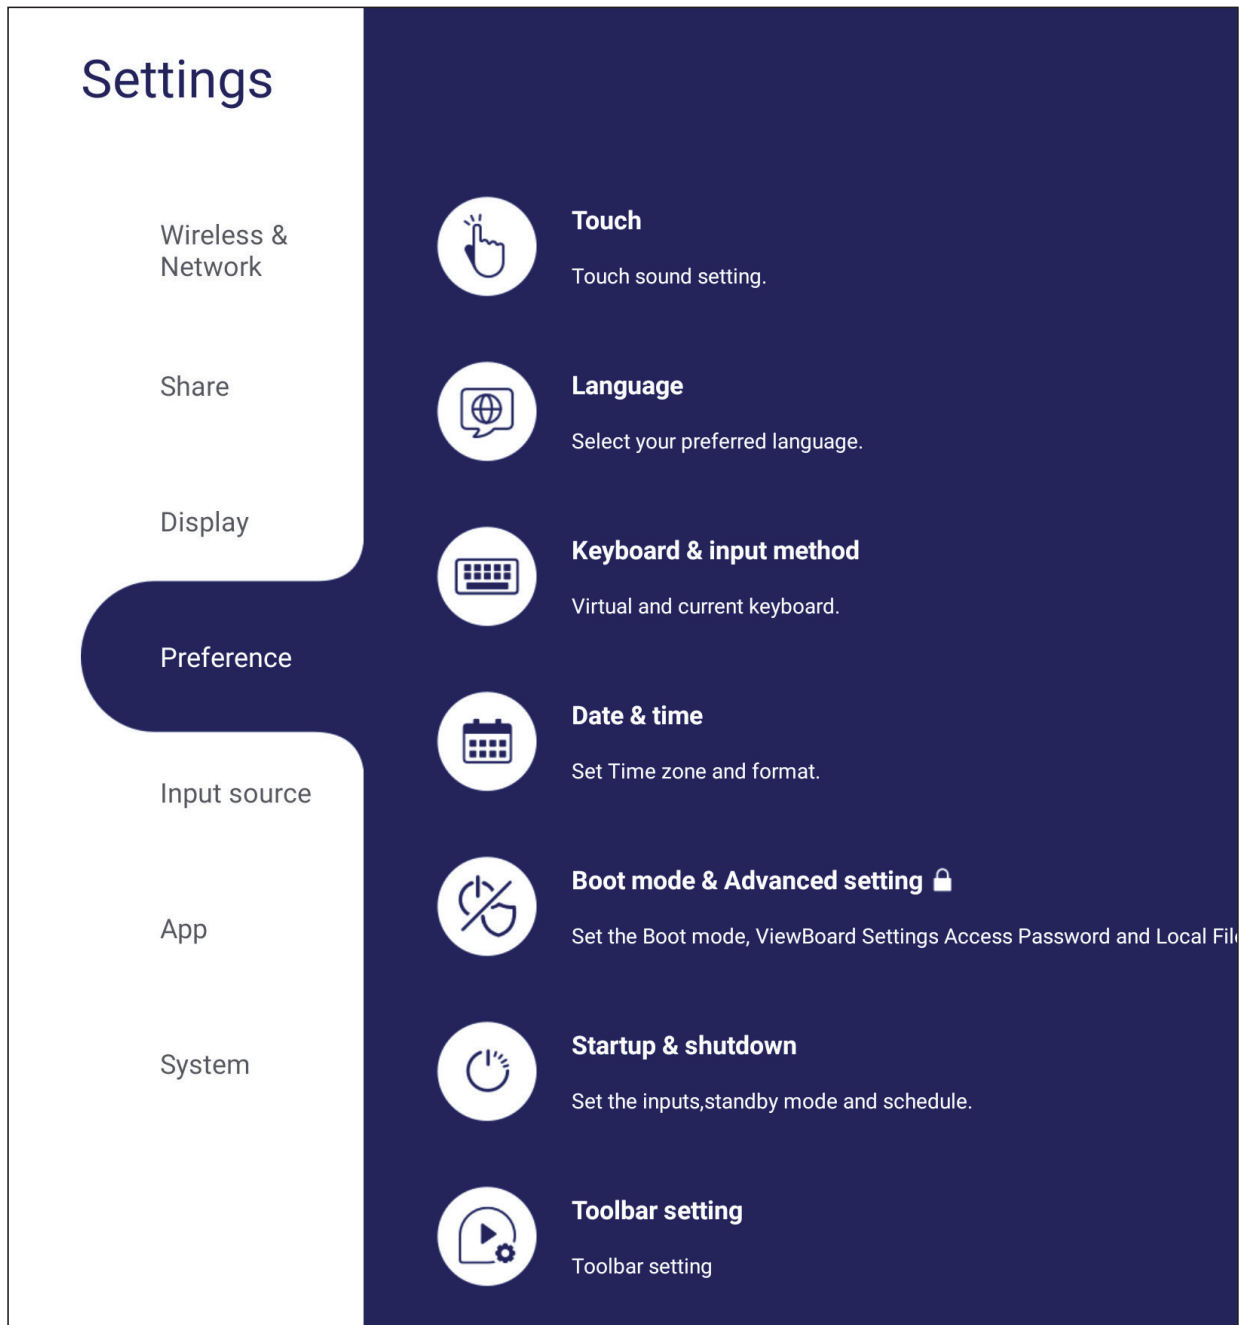 Settings
Wireless &
Network
Share
Display
Preference
Input source
App
System
Touch
Touch sound setting.
Language
Select your preferred language.
Keyboard & input method
Virtual and current keyboard.
Date & time
Set Time zone and format.
Boot mode & Advanced setting
Set the Boot mode, ViewBoard Settings Access Password and Local
Startup & shutdown
Set the inputs,standby mode and schedule.
Toolbar setting
Toolbar setting